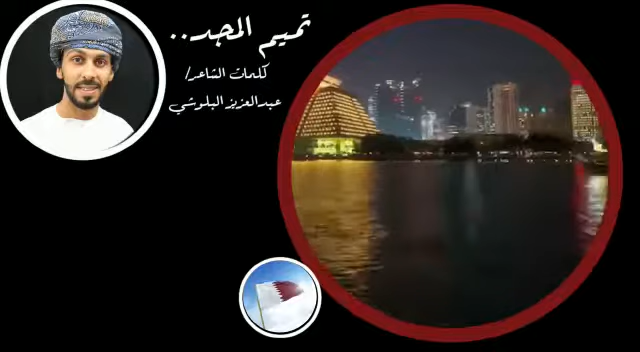 تميم المجد..
كلمات الشاعر/
عبدالعزيز البلوشي